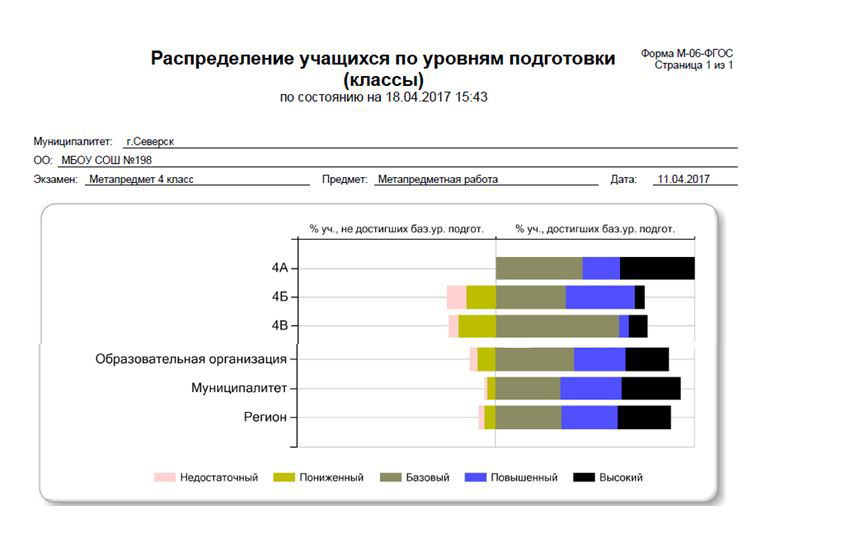 Распределение учащихся по уровням подготовки
(классы)
по состоянию на 18.04.2017 15:43
Форма М-06-ФГОС
Страница 1 из 1
Муниципалитет: г.Северск
ОО: МБОУ СОШ №198
Экзамен: Метапредмет 4 класс Предмет: Метапредметная работа Дата: 11.04.2017
% уч., не достигших баз.ур. подгот. % уч., достигших баз.ур. подгот.
4А
4Б
4В
Образовательная организация
Муниципалитет
Регион
Недостаточный Пониженный Базовый Повышенный Высокий